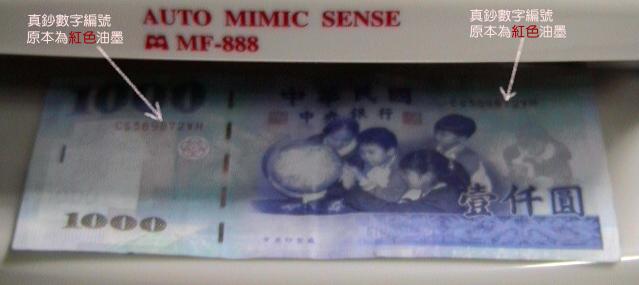 真鈔數字編號
原本為紅色油墨
真鈔數字編號
原本為紅色油墨
AUTO MIMIC SENSE
MF-888
1000
中華民國
中央銀行
壹仟圓
1000